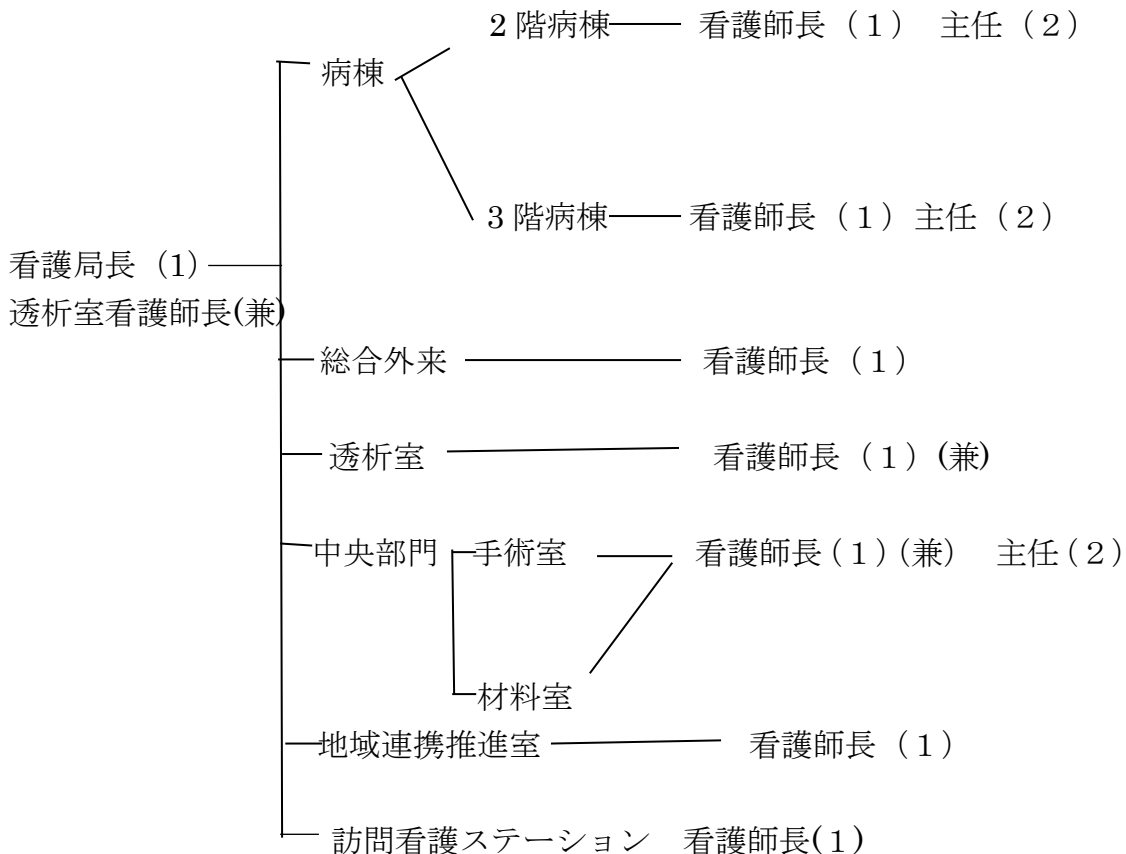 2階病棟 看護師長（１） 主任（２）
病棟
3階病棟 看護師長（１）主任（２）
看護局長（1）
透析室看護師長(兼)
総合外来 看護師長（１）
透析室 看護師長（１）(兼)
中央部門 手術室 看護師長（１）(兼) 主任（２）
材料室
地域連携推進室 看護師長（１）
訪問看護ステーション 看護師長(１)